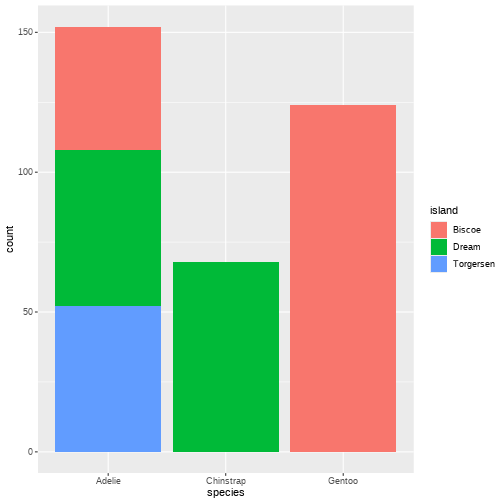 150
100
50
0
count
Adelie
Chinstrap
Gentoo
species
island
Biscoe
Dream
Torgersen